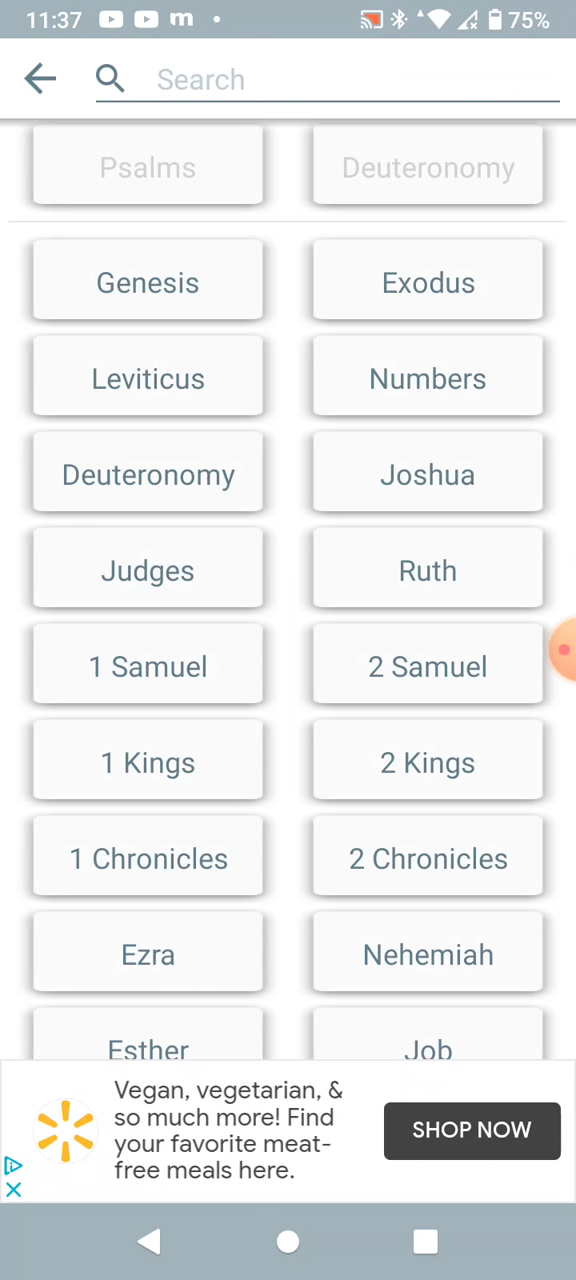 11:37 m 75%
Search
Psalms Deuteronomy
Genesis Exodus
Leviticus Numbers
Deuteronomy Joshua
Judges Ruth
1 Samuel 2 Samuel
1 Kings 2 Kings
1 Chronicles 2 Chronicles
Ezra Nehemiah
Esther Job
Vegan, vegetarian, &
so much more! Find
your favorite meat-
free meals here.
SHOP NOW